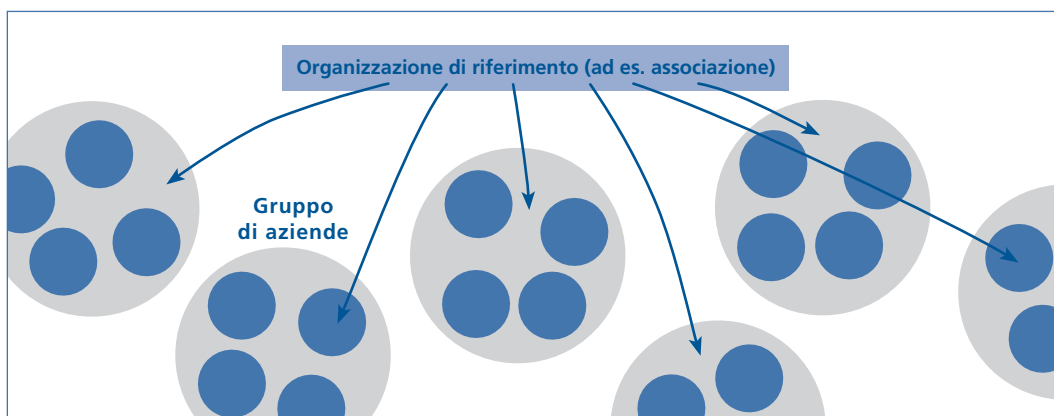 Organizzazione di riferimento (ad es. associazione)
Gruppo
di aziende